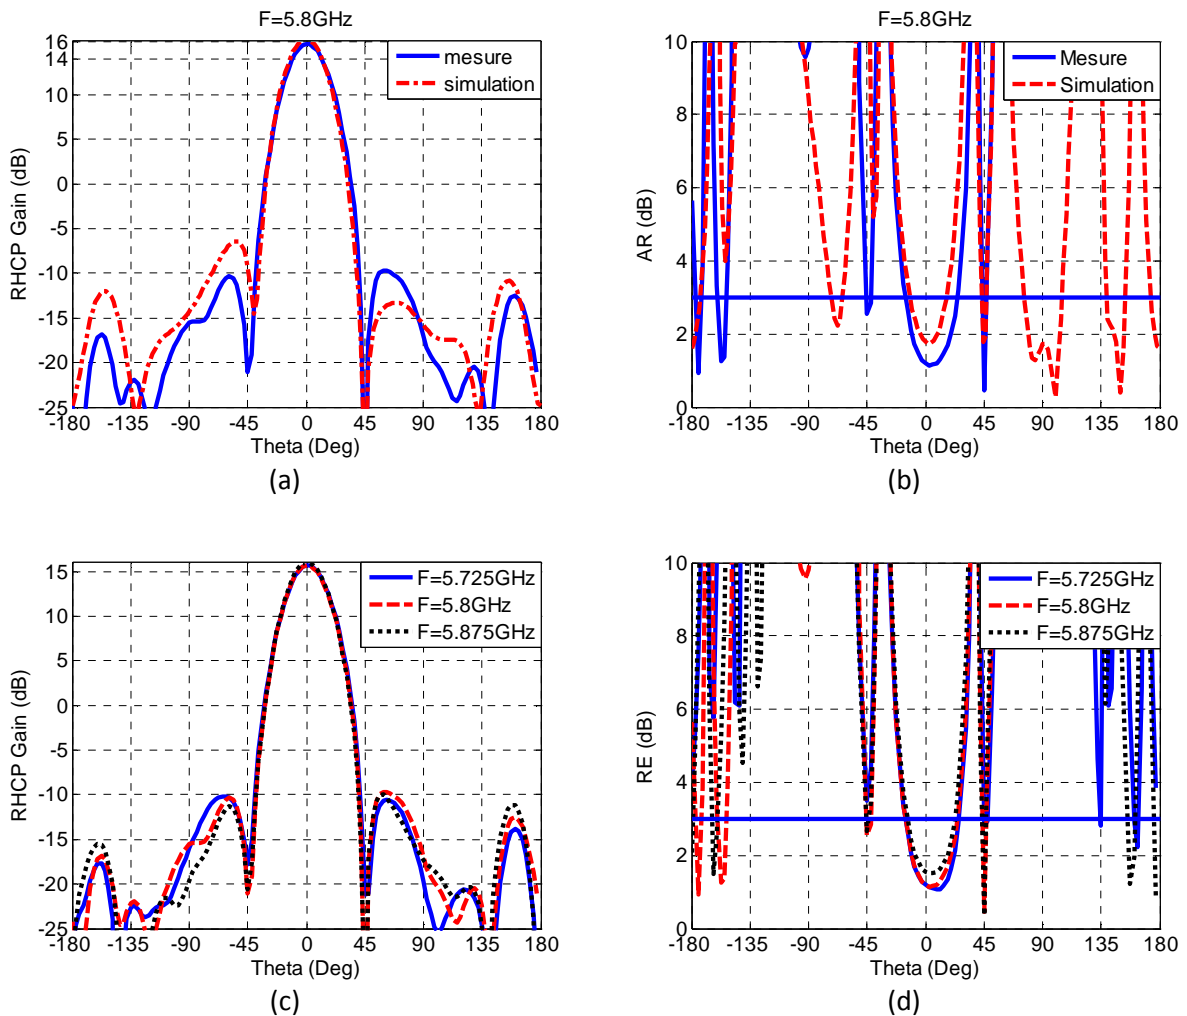 F=5.8GHz
16
14
10
5
0
-5
-10
-15
-20
-25
-180
-135
-90
-45
0
45
90
135
180
RHCP Gain (dB)
Theta (Deg)
mesure
simulation
(a)
F=5.8GHz
10
8
6
4
2
0
-180
-135
-90
-45
0
45
90
135
180
AR (dB)
Theta (Deg)
Mesure
Simulation
(b)
15
10
5
0
-5
-10
-15
-20
-25
-180
-135
-90
-45
0
45
90
135
180
RHCP Gain (dB)
Theta (Deg)
F=5.725GHz
F=5.8GHz
F=5.875GHz
(c)
10
8
6
4
2
0
-180
-135
-90
-45
0
45
90
135
180
RE (dB)
Theta (Deg)
F=5.725GHz
F=5.8GHz
F=5.875GHz
(d)